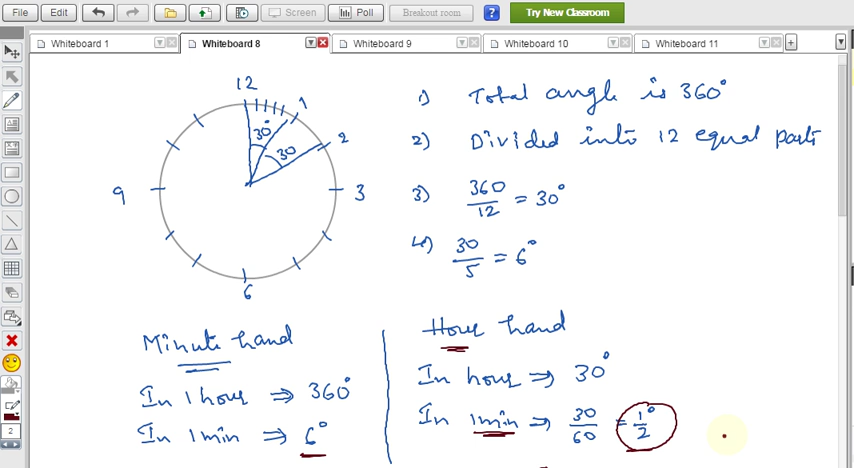 File Edit Screen Poll Breakout room ? Try New Classroom
Whiteboard 1 Whiteboard 8 Whiteboard 9 Whiteboard 10 Whiteboard 11
12
1
2
3
6
9
30°
30
1) Total angle is 360°
2) Divided into 12 equal parts
3) 360/12 = 30°
4) 30/5 = 6°
Minute hand
In 1 hour ⇒ 360°
In 1 min ⇒ 6°
Hour hand
In hour ⇒ 30°
In 1min ⇒ 30/60 = 1/2°
2